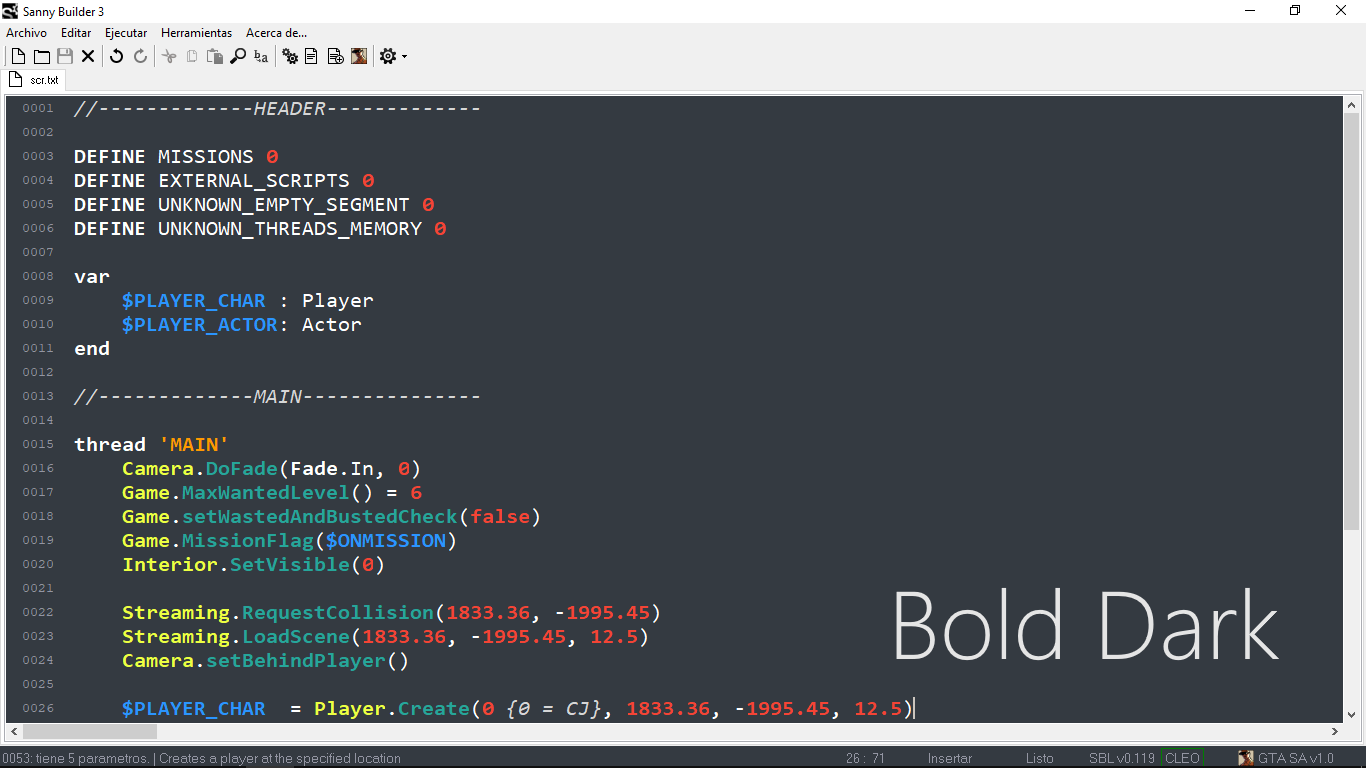 Sanny Builder 3
Archivo Editar Ejecutar Herramientas Acerca de...
ba
scr.txt
0001 //-------------HEADER-------------
0002
0003 DEFINE MISSIONS 0
0004 DEFINE EXTERNAL_SCRIPTS 0
0005 DEFINE UNKNOWN_EMPTY_SEGMENT 0
0006 DEFINE UNKNOWN_THREADS_MEMORY 0
0007
0008 var
0009 $PLAYER_CHAR : Player
0010 $PLAYER_ACTOR: Actor
0011 end
0012
0013 //-------------MAIN---------------
0014
0015 thread 'MAIN'
0016 Camera.DoFade(Fade.In, 0)
0017 Game.MaxWantedLevel() = 6
0018 Game.setWastedAndBustedCheck(false)
0019 Game.MissionFlag($ONMISSION)
0020 Interior.SetVisible(0)
0021
0022 Streaming.RequestCollision(1833.36, -1995.45)
0023 Streaming.LoadScene(1833.36, -1995.45, 12.5)
0024 Camera.setBehindPlayer()
0025
0026 $PLAYER_CHAR  = Player.Create(0 {0 = CJ}, 1833.36, -1995.45, 12.5)
Bold Dark
0053: tiene 5 parametros. | Creates a player at the specified location 26 : 71 Insertar Listo SBL v0.119 CLEO GTA SA v1.0